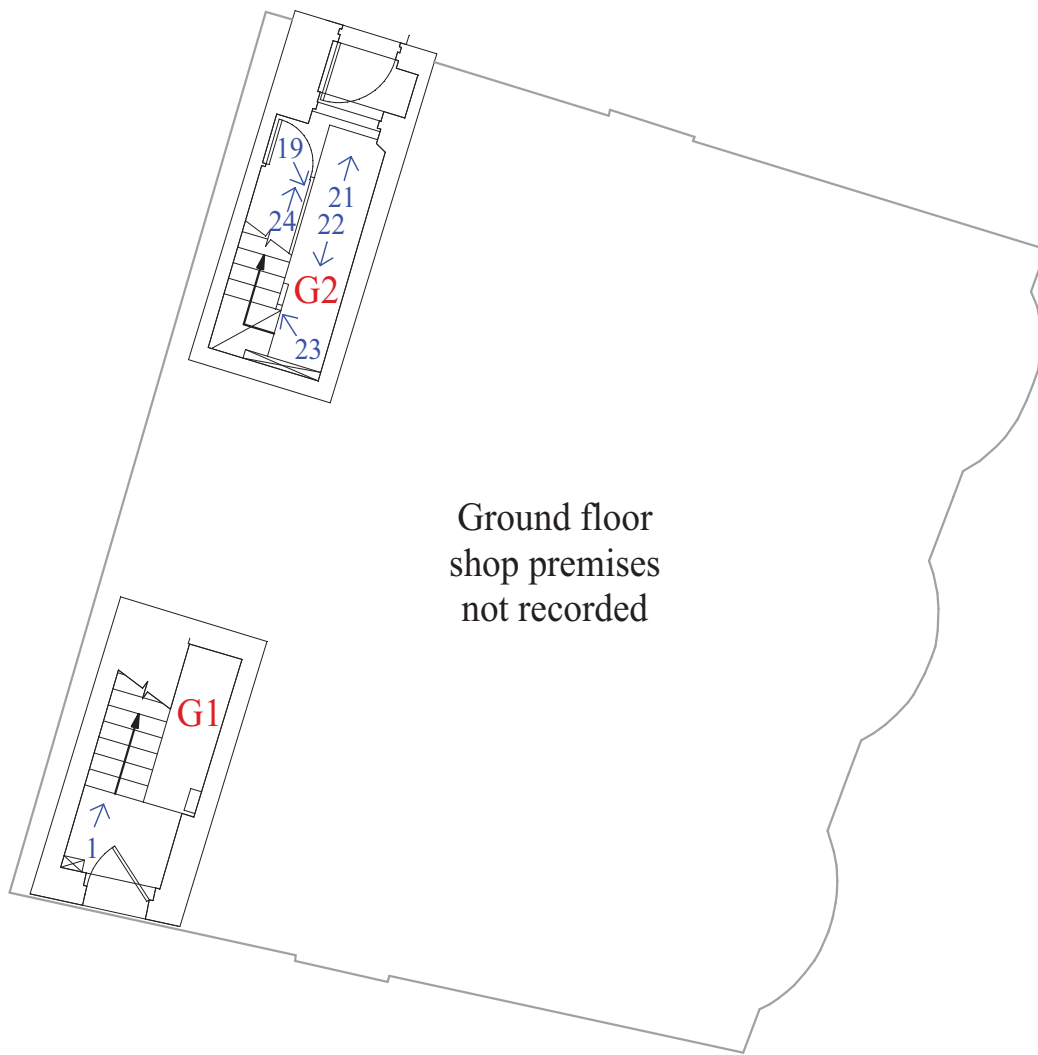 19
21
24
22
G2
23
Ground floor
shop premises
not recorded
G1
1